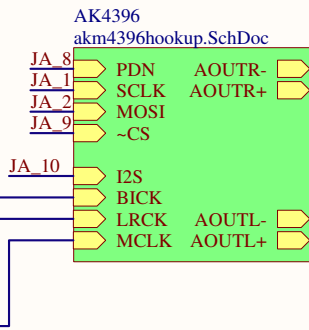 AK4396
akm4396hookup.SchDoc
JA_8 PDN AOUTR-
JA_1 SCLK AOUTR+
JA_2 MOSI
JA_9 ~CS
JA_10 I2S
BICK
LRCK AOUTL-
MCLK AOUTL+